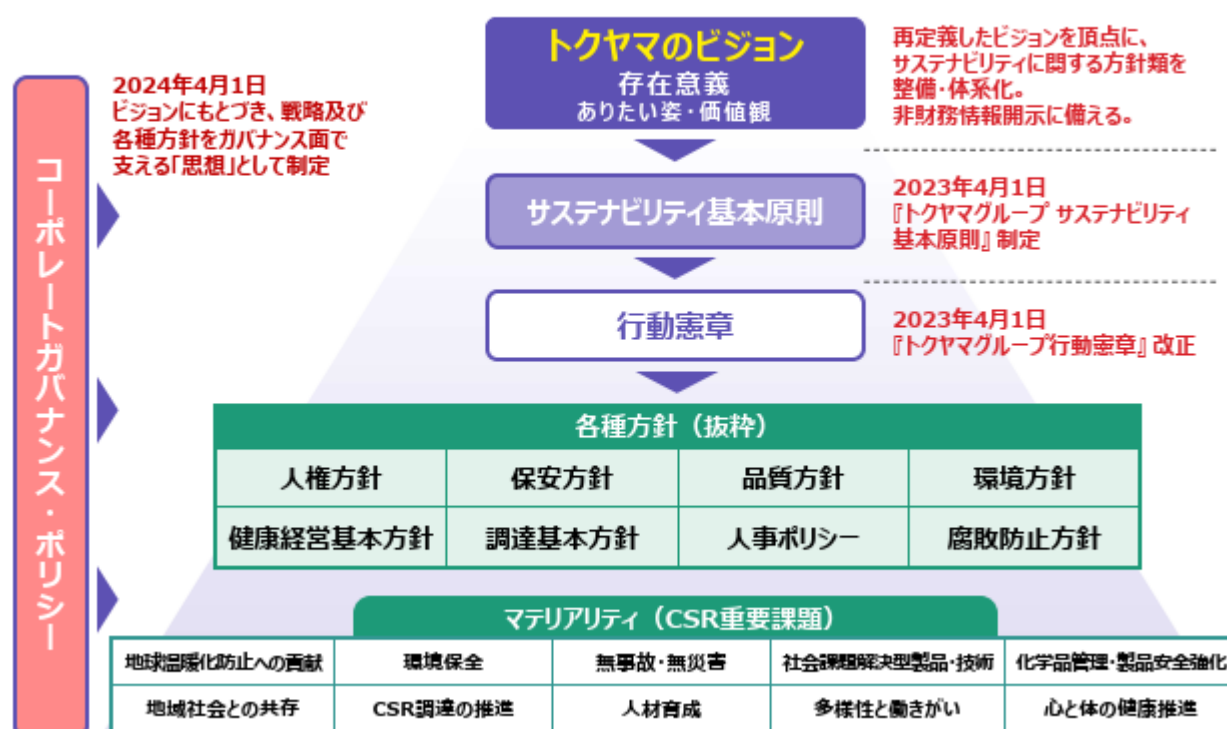 トクヤマのビジョン
存在意義
ありたい姿・価値観
再定義したビジョンを頂点に、
サステナビリティに関する方針類を
整備・体系化。
非財務情報開示に備える。
2024年4月1日
ビジョンにもとづき、戦略及び
各種方針をガバナンス面で
支える「思想」として制定
コーポレートガバナンス・ポリシー
サステナビリティ基本原則
2023年4月1日
『トクヤマグループ サステナビリティ
基本原則』 制定
行動憲章
2023年4月1日
『トクヤマグループ行動憲章』 改正
各種方針（抜粋）
人権方針 保安方針 品質方針 環境方針
健康経営基本方針 調達基本方針 人事ポリシー 腐敗防止方針
マテリアリティ（CSR重要課題）
地球温暖化防止への貢献 環境保全 無事故・無災害 社会課題解決型製品・技術 化学品管理・製品安全強化
地域社会との共存 CSR調達の推進 人材育成 多様性と働きがい 心と体の健康推進